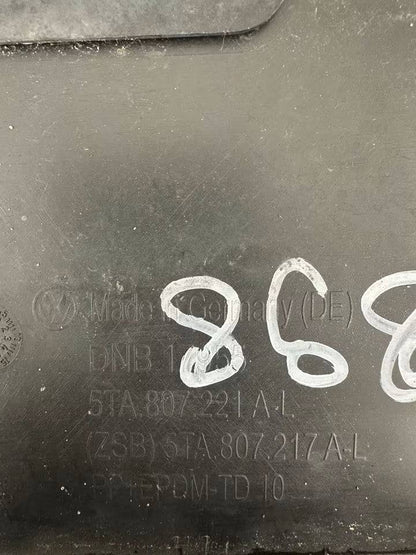 868
Made in Germany (DE)
DNB
5TA.807.221 A-L
(ZSB) 5TA.807.217 A-L
PP+EPDM-TD 10